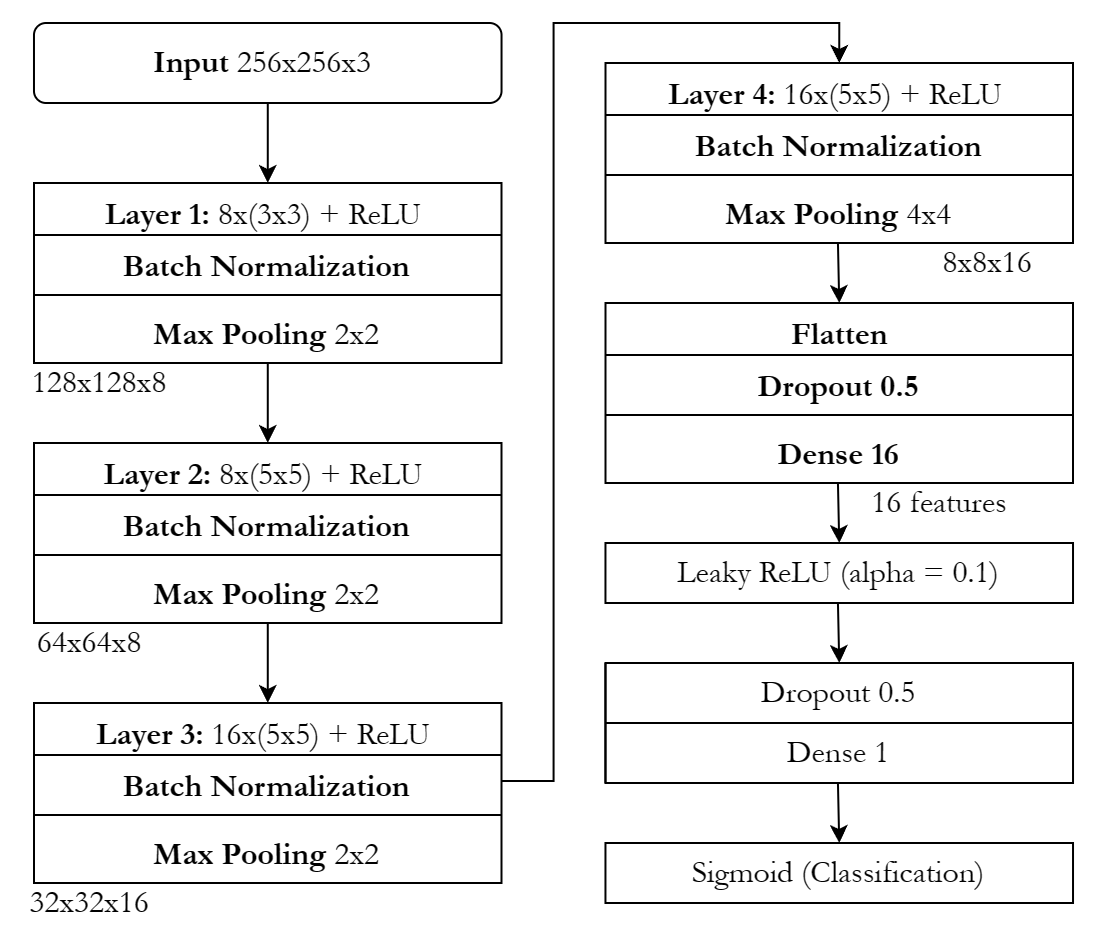 Input 256x256x3
Layer 1: 8x(3x3) + ReLU
Batch Normalization
Max Pooling 2x2
128x128x8
Layer 2: 8x(5x5) + ReLU
Batch Normalization
Max Pooling 2x2
64x64x8
Layer 3: 16x(5x5) + ReLU
Batch Normalization
Max Pooling 2x2
32x32x16
Layer 4: 16x(5x5) + ReLU
Batch Normalization
Max Pooling 4x4
8x8x16
Flatten
Dropout 0.5
Dense 16
16 features
Leaky ReLU (alpha = 0.1)
Dropout 0.5
Dense 1
Sigmoid (Classification)